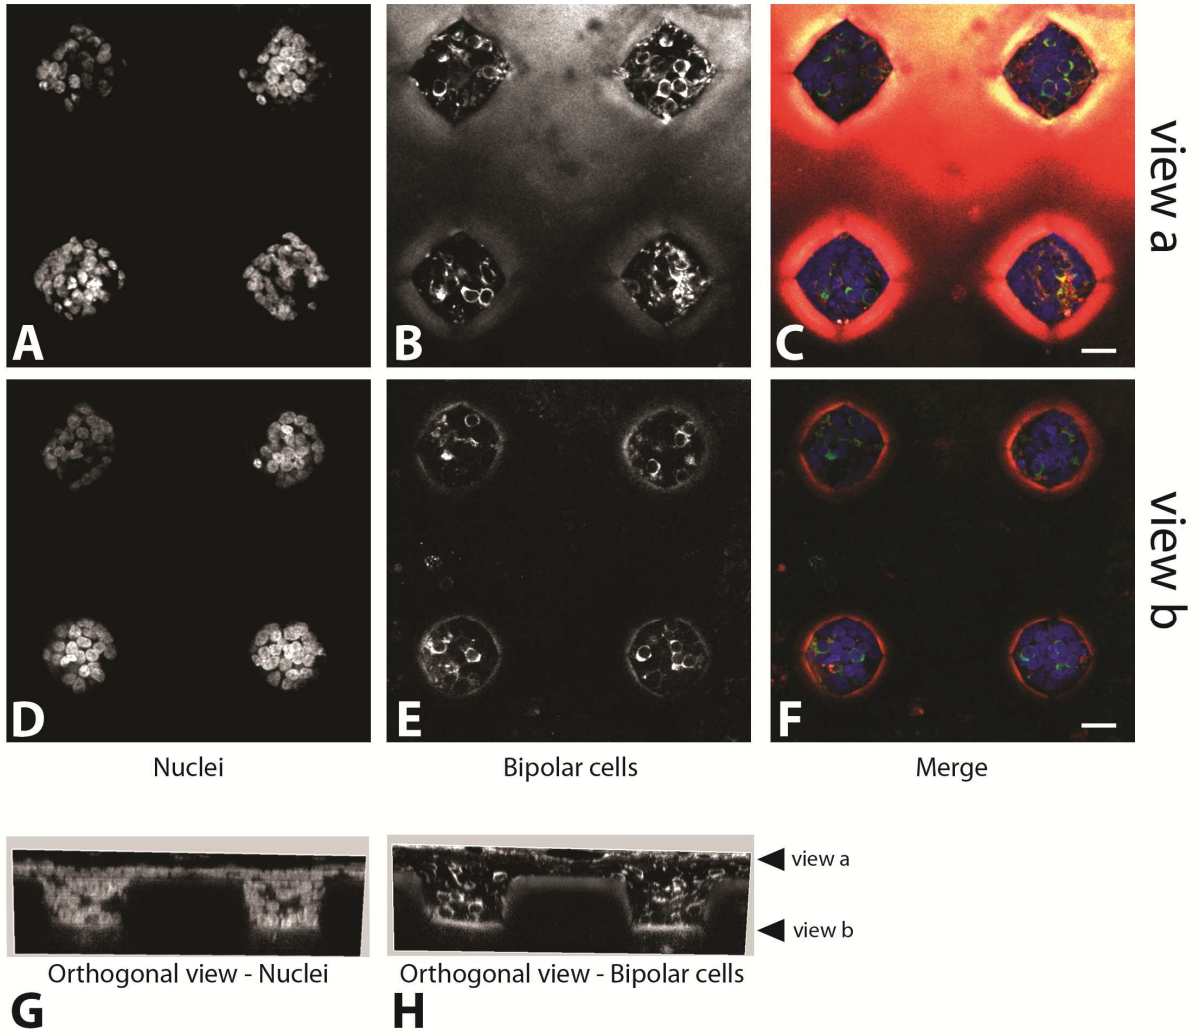 A
B
C
view a
D
E
F
view b
Nuclei
Bipolar cells
Merge
view a
view b
Orthogonal view - Nuclei
Orthogonal view - Bipolar cells
G
H